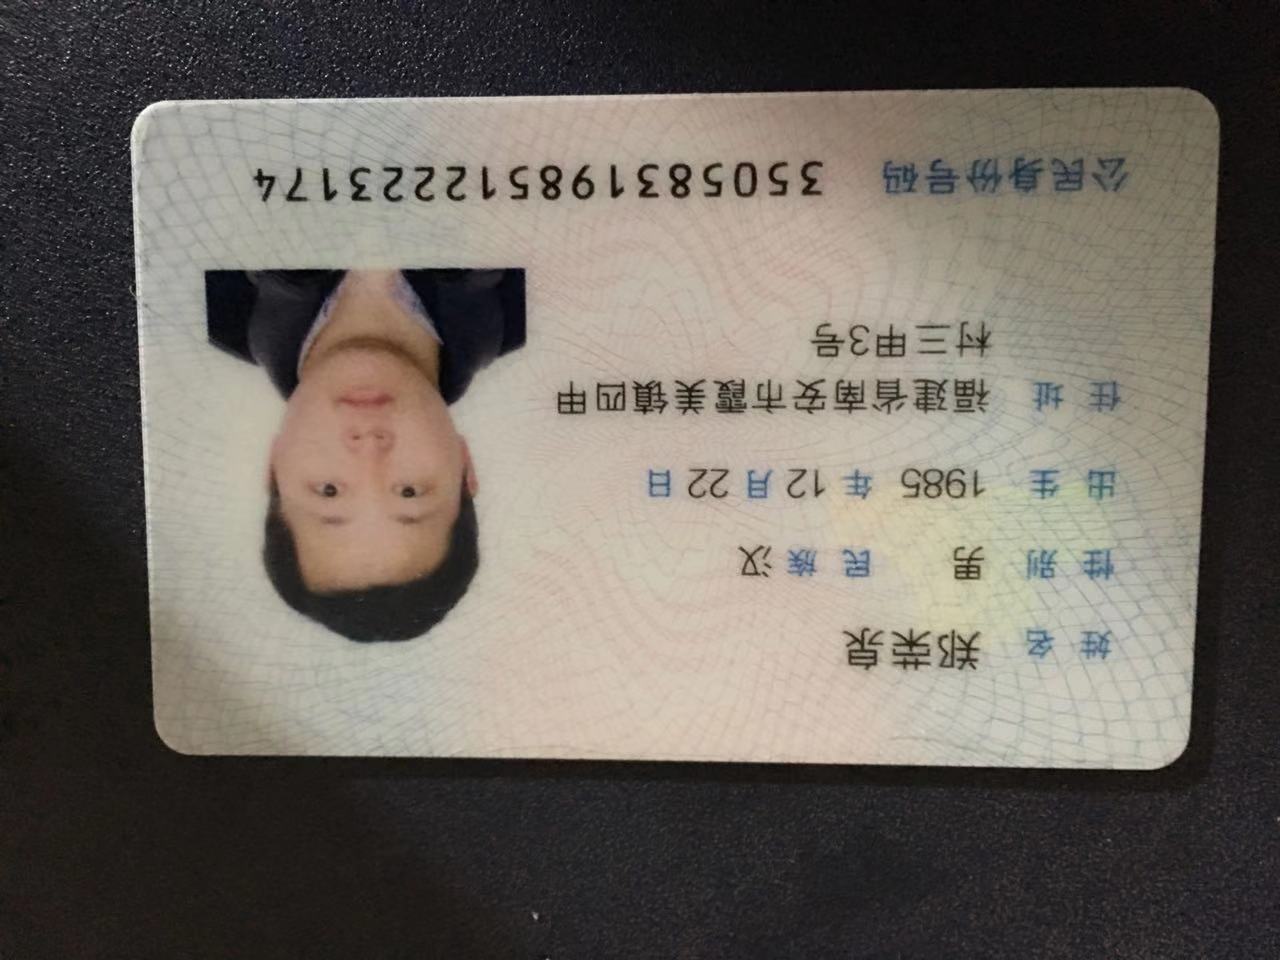 姓名 郑荣泉
性别 男 民族 汉
出生 1985 年 12 月 22 日
住址 福建省南安市霞美镇四甲
村三甲3号
公民身份号码 350583198512223174